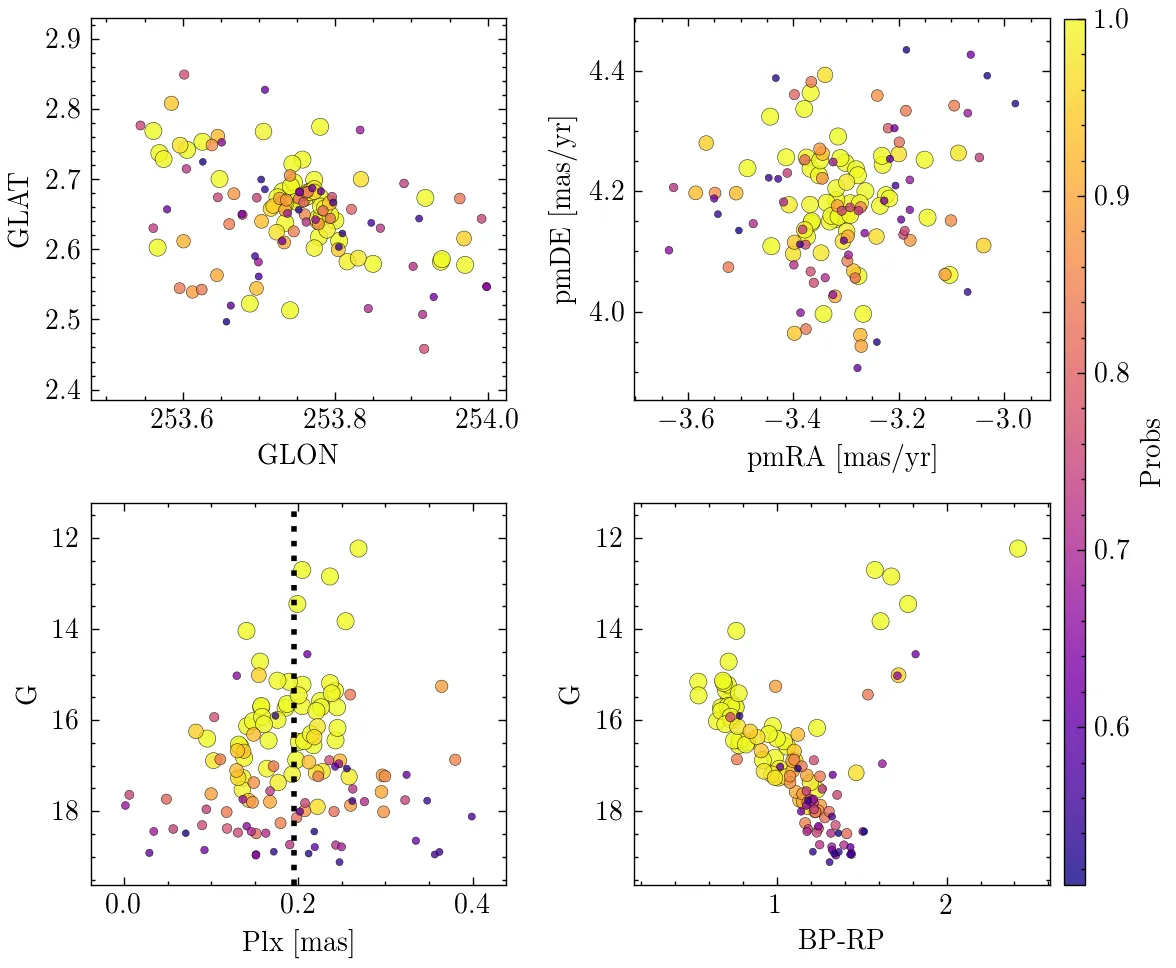 2.9
2.8
2.7
2.6
2.5
2.4
GLAT
253.6 253.8 254.0
GLON
4.4
4.2
4.0
pmDE [mas/yr]
−3.6 −3.4 −3.2 −3.0
pmRA [mas/yr]
1.0
0.9
0.8
0.7
0.6
Probs
12
14
16
18
G
0.0 0.2 0.4
Plx [mas]
12
14
16
18
G
1 2
BP-RP